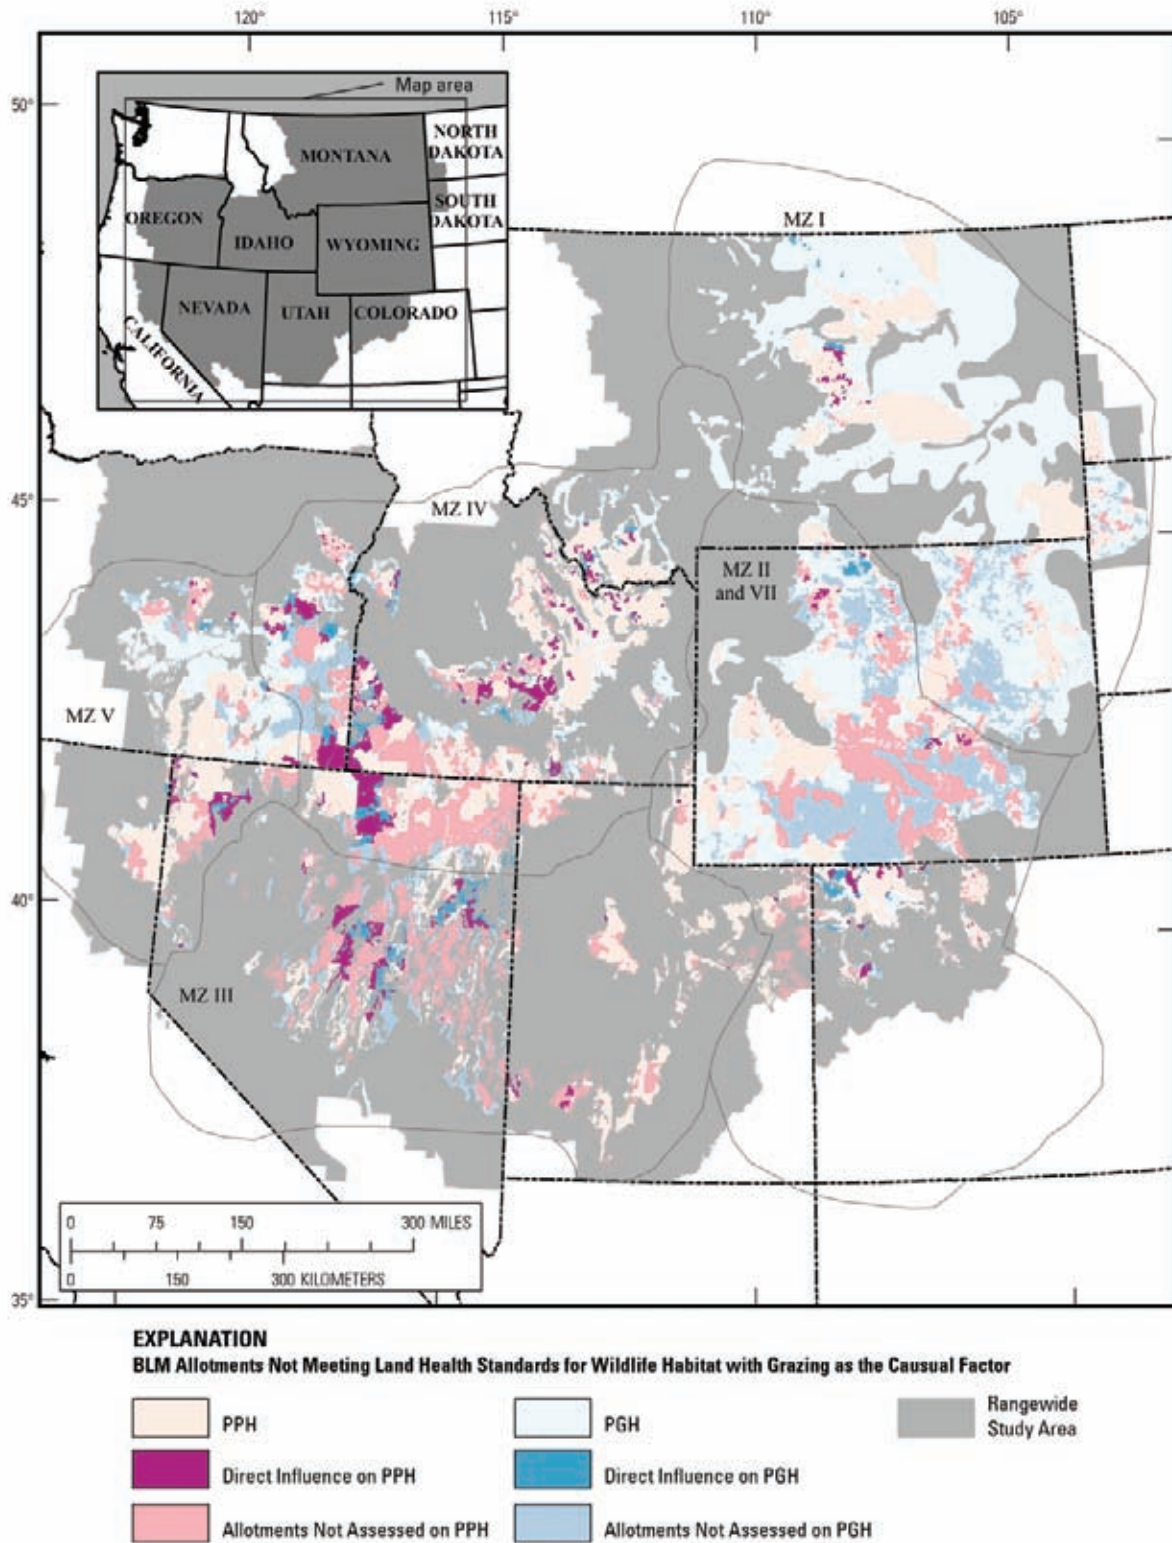 120°
115°
110°
105°
50°
45°
40°
35°
Map area
NORTH
DAKOTA
MONTANA
SOUTH
DAKOTA
OREGON
IDAHO
WYOMING
NEVADA
UTAH
COLORADO
CALIFORNIA
MZ I
MZ IV
MZ II
and VII
MZ V
MZ III
0 75 150 300 MILES
0 150 300 KILOMETERS
EXPLANATION
BLM Allotments Not Meeting Land Health Standards for Wildlife Habitat with Grazing as the Causual Factor
PPH
Direct Influence on PPH
Allotments Not Assessed on PPH
PGH
Direct Influence on PGH
Allotments Not Assessed on PGH
Rangewide
Study Area